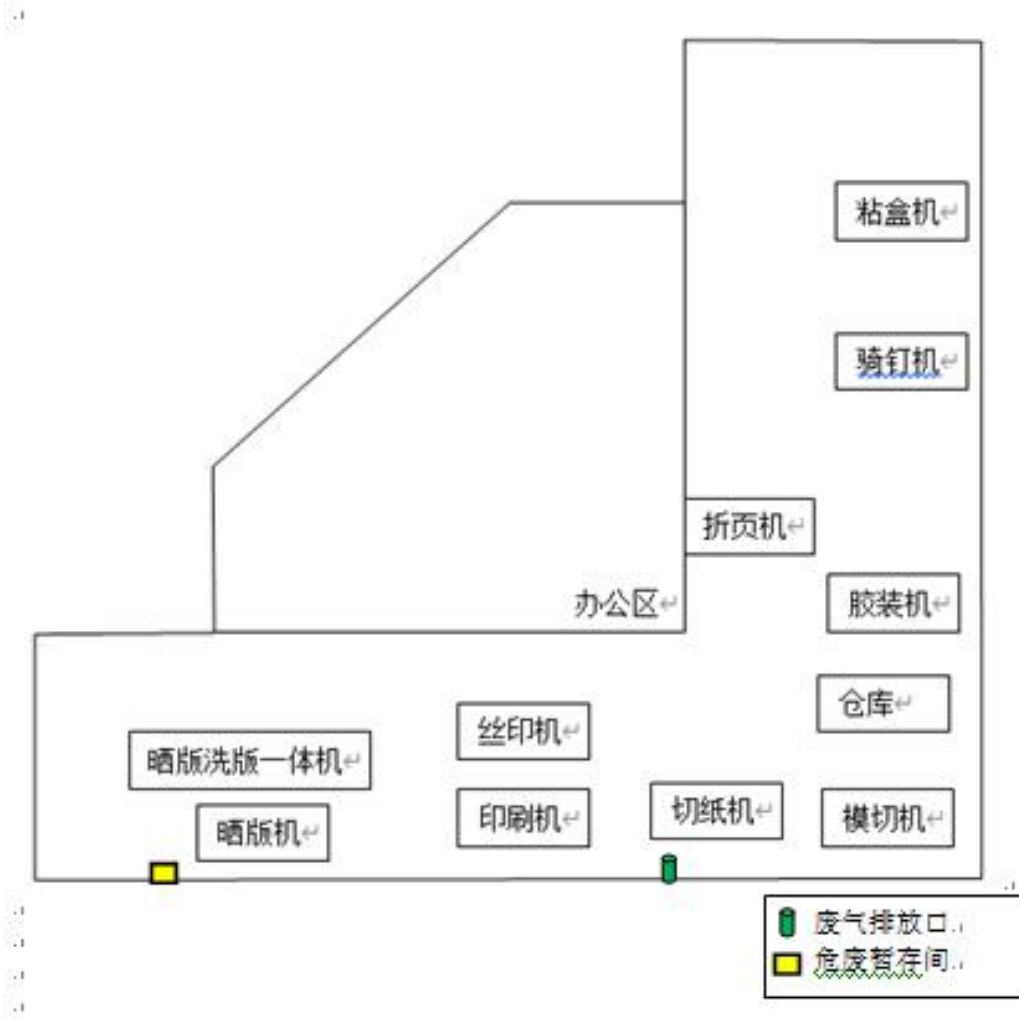 粘盒机
骑钉机
折页机
办公区
胶装机
仓库
丝印机
晒版洗版一体机
切纸机
印刷机
模切机
晒版机
废气排放口
危废暂存间